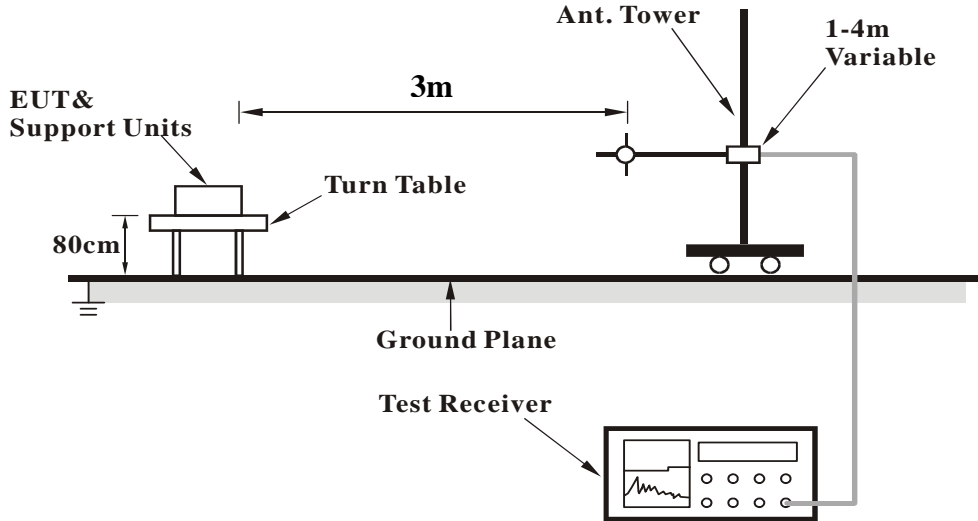 Ant. Tower
1-4m
Variable
3m
EUT&
Support Units
Turn Table
80cm
Ground Plane
Test Receiver